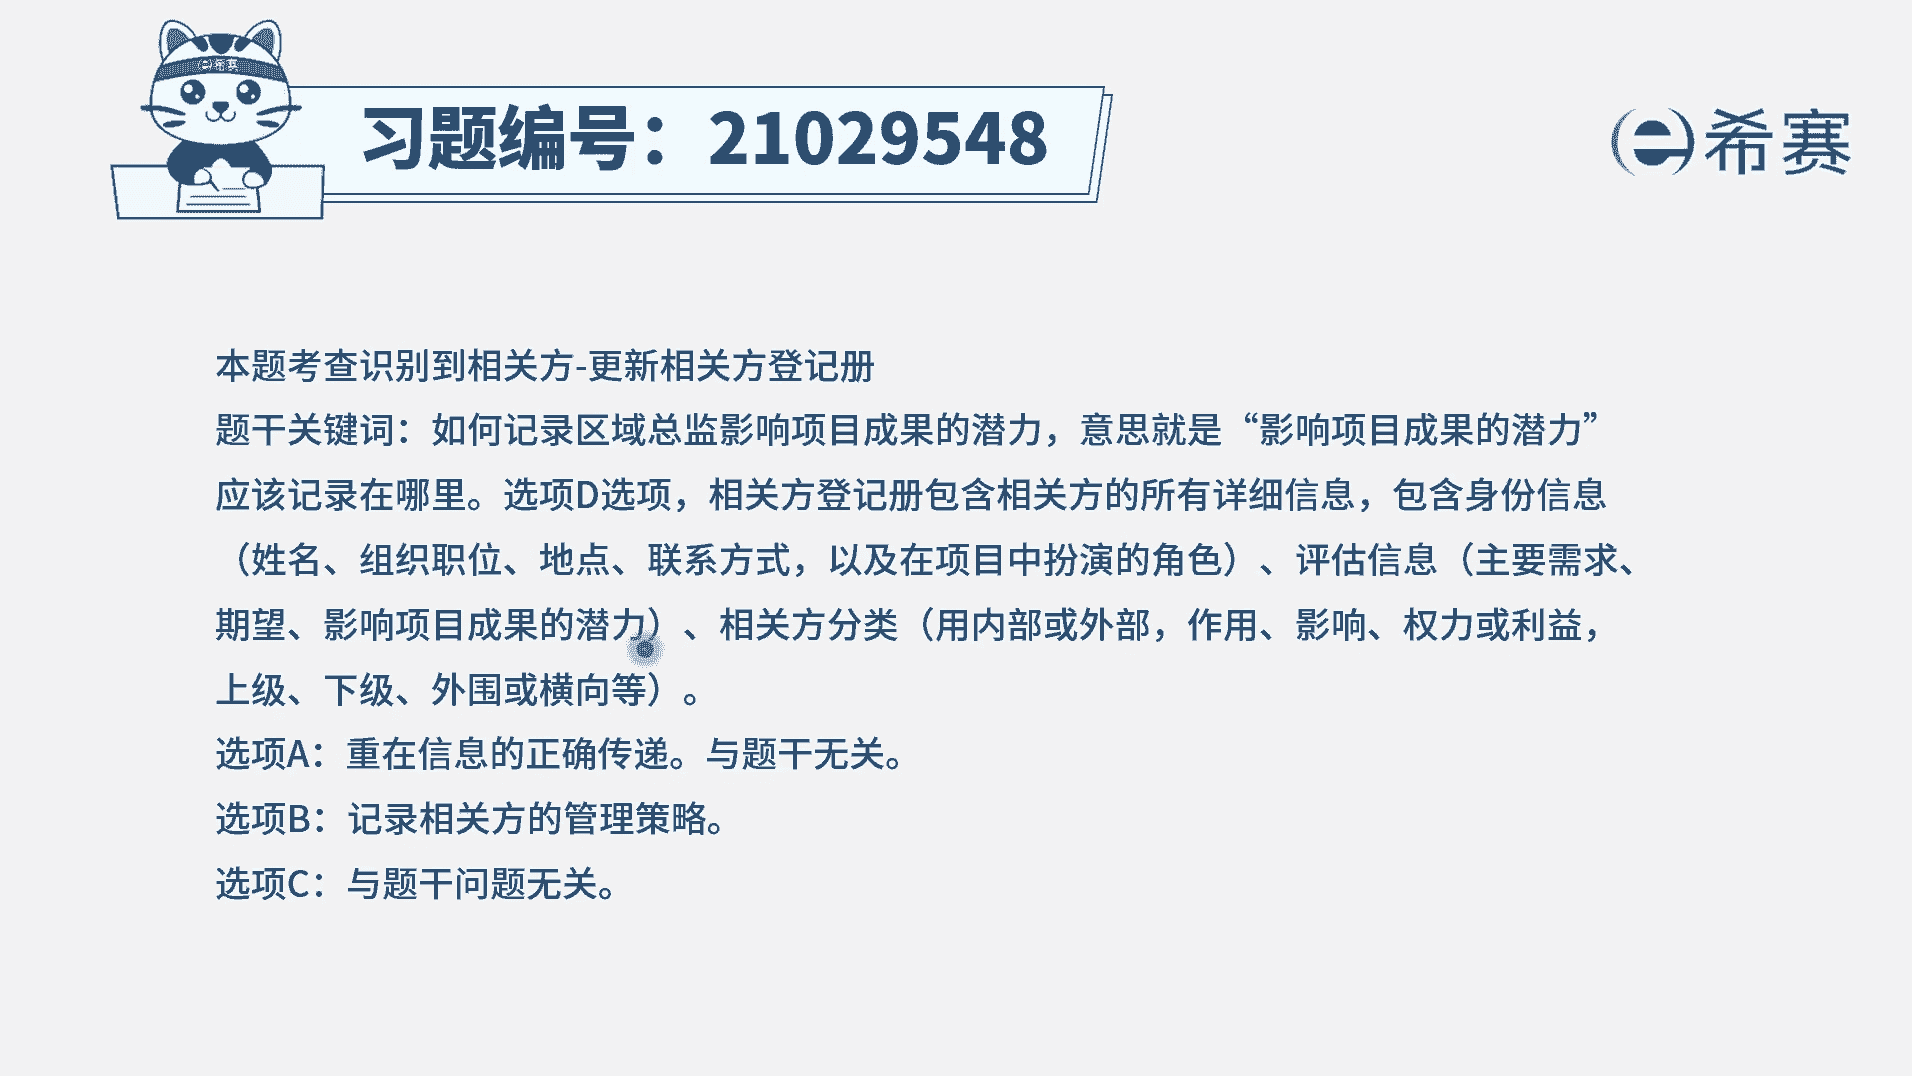 希赛
习题编号：21029548
希赛
本题考查识别到相关方-更新相关方登记册
题干关键词：如何记录区域总监影响项目成果的潜力，意思就是“影响项目成果的潜力”
应该记录在哪里。选项D选项，相关方登记册包含相关方的所有详细信息，包含身份信息
（姓名、组织职位、地点、联系方式，以及在项目中扮演的角色）、评估信息（主要需求、
期望、影响项目成果的潜力）、相关方分类（用内部或外部，作用、影响、权力或利益，
上级、下级、外围或横向等）。
选项A：重在信息的正确传递。与题干无关。
选项B：记录相关方的管理策略。
选项C：与题干问题无关。